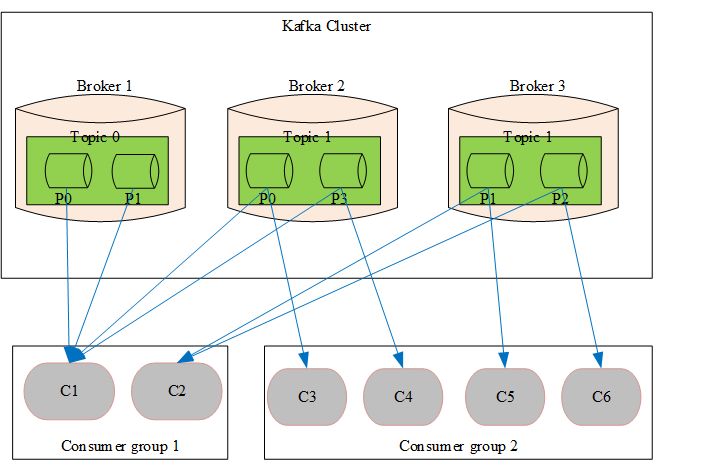 Kafka Cluster
Broker 1 Broker 2 Broker 3
Topic 0 Topic 1 Topic 1
P0 P1 P0 P3 P1 P2
C1 C2 C3 C4 C5 C6
Consumer group 1 Consumer group 2